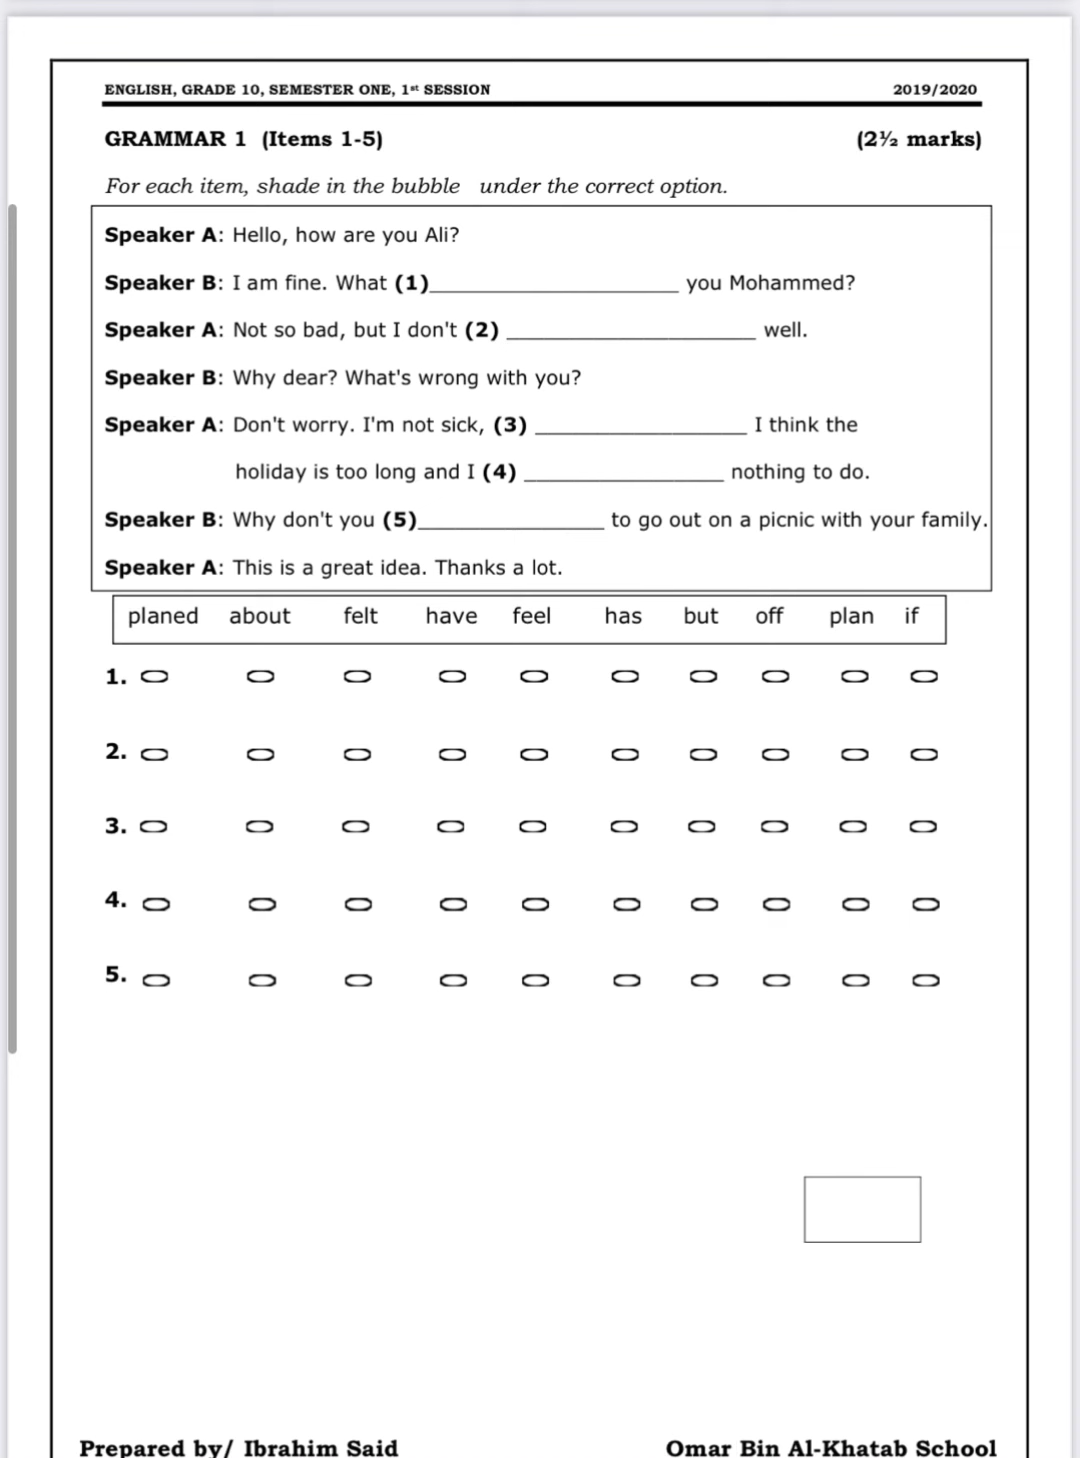 ENGLISH, GRADE 10, SEMESTER ONE, 1st SESSION 2019/2020
GRAMMAR 1 (Items 1-5) (2½ marks)
For each item, shade in the bubble under the correct option.
Speaker A: Hello, how are you Ali?
Speaker B: I am fine. What (1)____________________ you Mohammed?
Speaker A: Not so bad, but I don't (2) ____________________ well.
Speaker B: Why dear? What's wrong with you?
Speaker A: Don't worry. I'm not sick, (3) _________________ I think the
holiday is too long and I (4) ________________ nothing to do.
Speaker B: Why don't you (5)_______________ to go out on a picnic with your family.
Speaker A: This is a great idea. Thanks a lot.
planed about felt have feel has but off plan if
1.
2.
3.
4.
5.
Prepared by/ Ibrahim Said Omar Bin Al-Khatab School